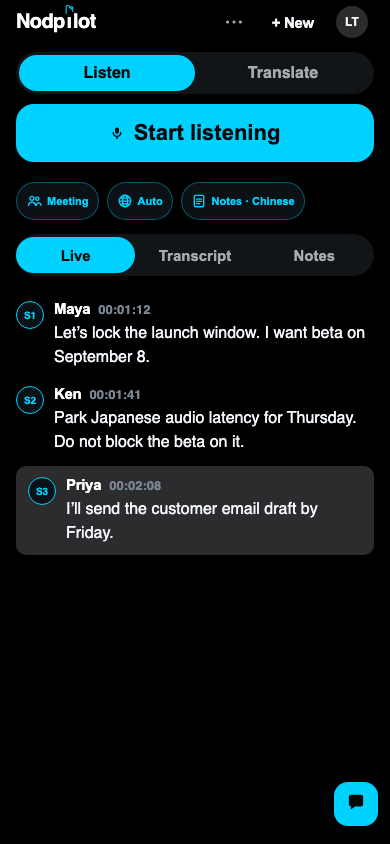 Nodpilot
+ New
LT
Listen
Translate
Start listening
Meeting
Auto
Notes · Chinese
Live
Transcript
Notes
S1
Maya 00:01:12
Let’s lock the launch window. I want beta on
September 8.
S2
Ken 00:01:41
Park Japanese audio latency for Thursday.
Do not block the beta on it.
S3
Priya 00:02:08
I’ll send the customer email draft by
Friday.